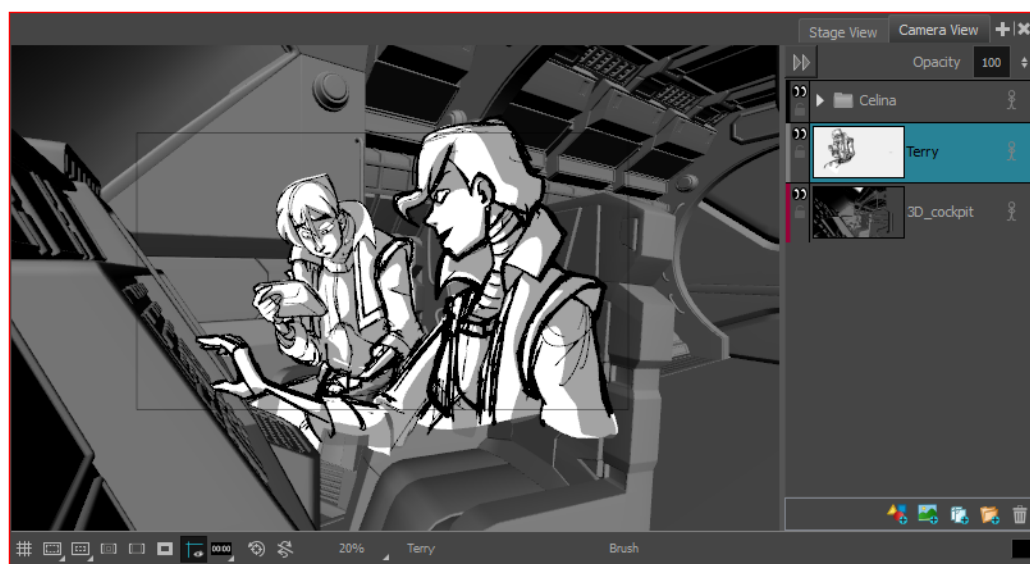 Stage View
Camera View
Opacity 100
Celina
Terry
3D_cockpit
00:00
20% Terry Brush